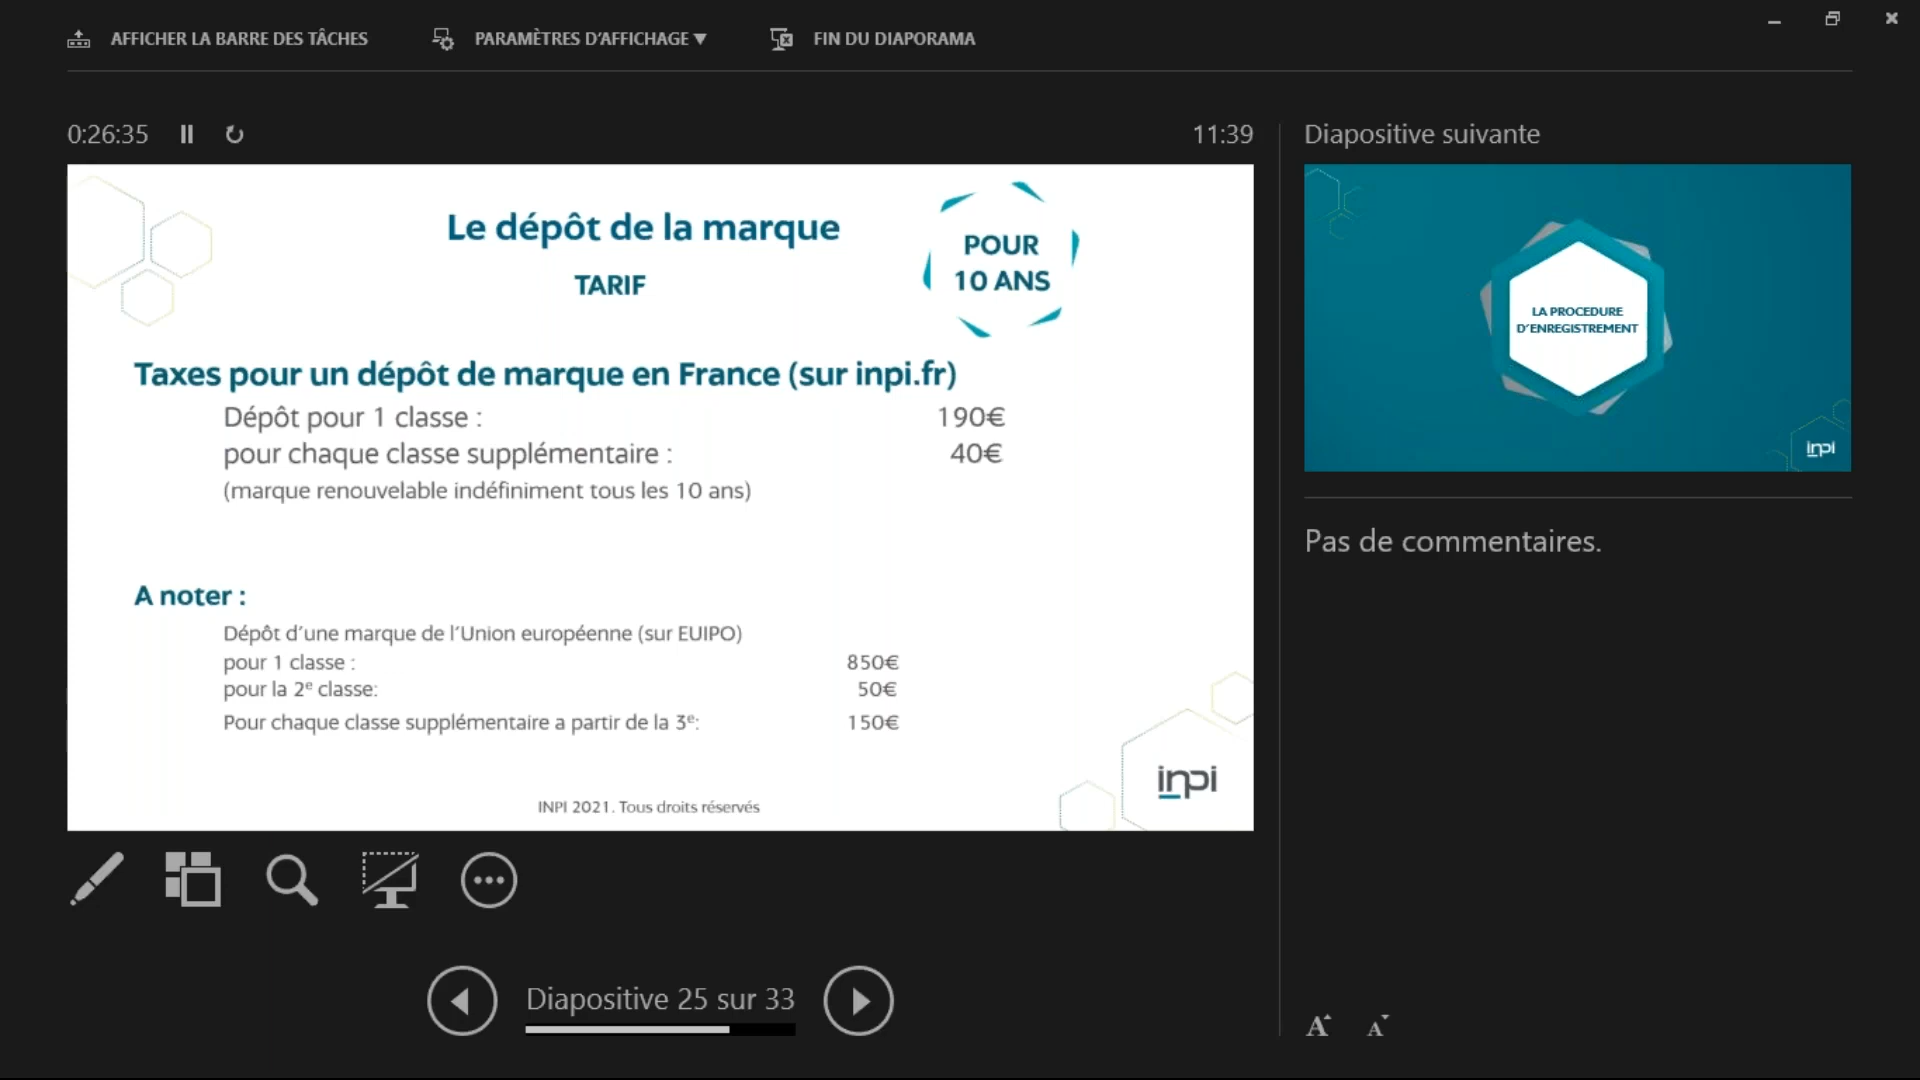 AFFICHER LA BARRE DES TÂCHES
PARAMÈTRES D'AFFICHAGE ▼
FIN DU DIAPORAMA
0:26:35
11:39
Le dépôt de la marque
TARIF
POUR
10 ANS
Taxes pour un dépôt de marque en France (sur inpi.fr)
Dépôt pour 1 classe : 190€
pour chaque classe supplémentaire : 40€
(marque renouvelable indéfiniment tous les 10 ans)
A noter :
Dépôt d'une marque de l'Union européenne (sur EUIPO)
pour 1 classe : 850€
pour la 2e classe: 50€
Pour chaque classe supplémentaire a partir de la 3e: 150€
inpi
INPI 2021. Tous droits réservés
Diapositive 25 sur 33
Diapositive suivante
LA PROCEDURE
D'ENREGISTREMENT
inpi
Pas de commentaires.
A A